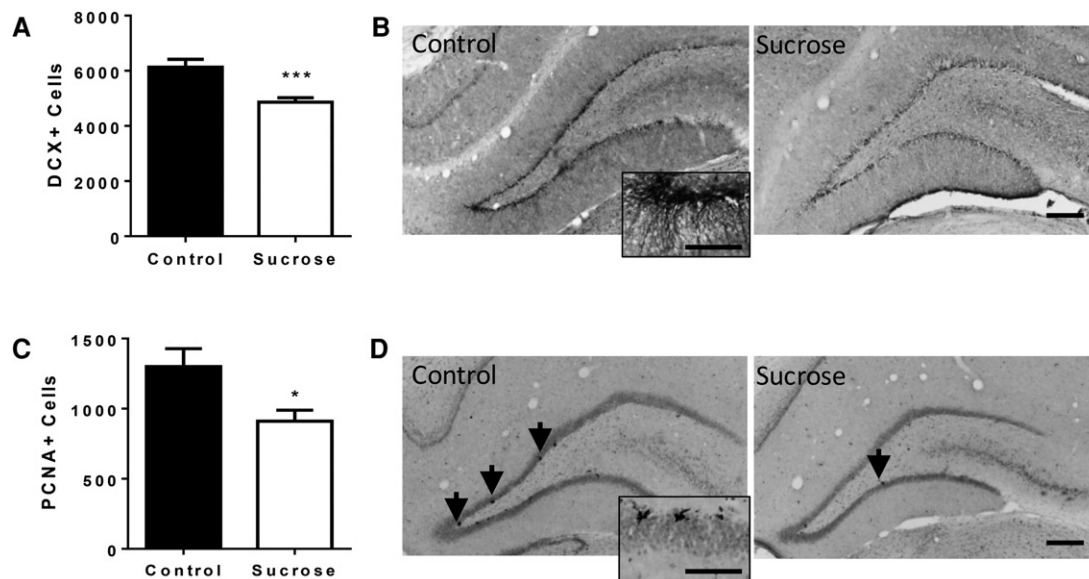 A
DCX+ Cells
8000
6000
4000
2000
0
***
Control Sucrose
B
Control
Sucrose
C
PCNA+ Cells
1500
1000
500
0
*
Control Sucrose
D
Control
Sucrose